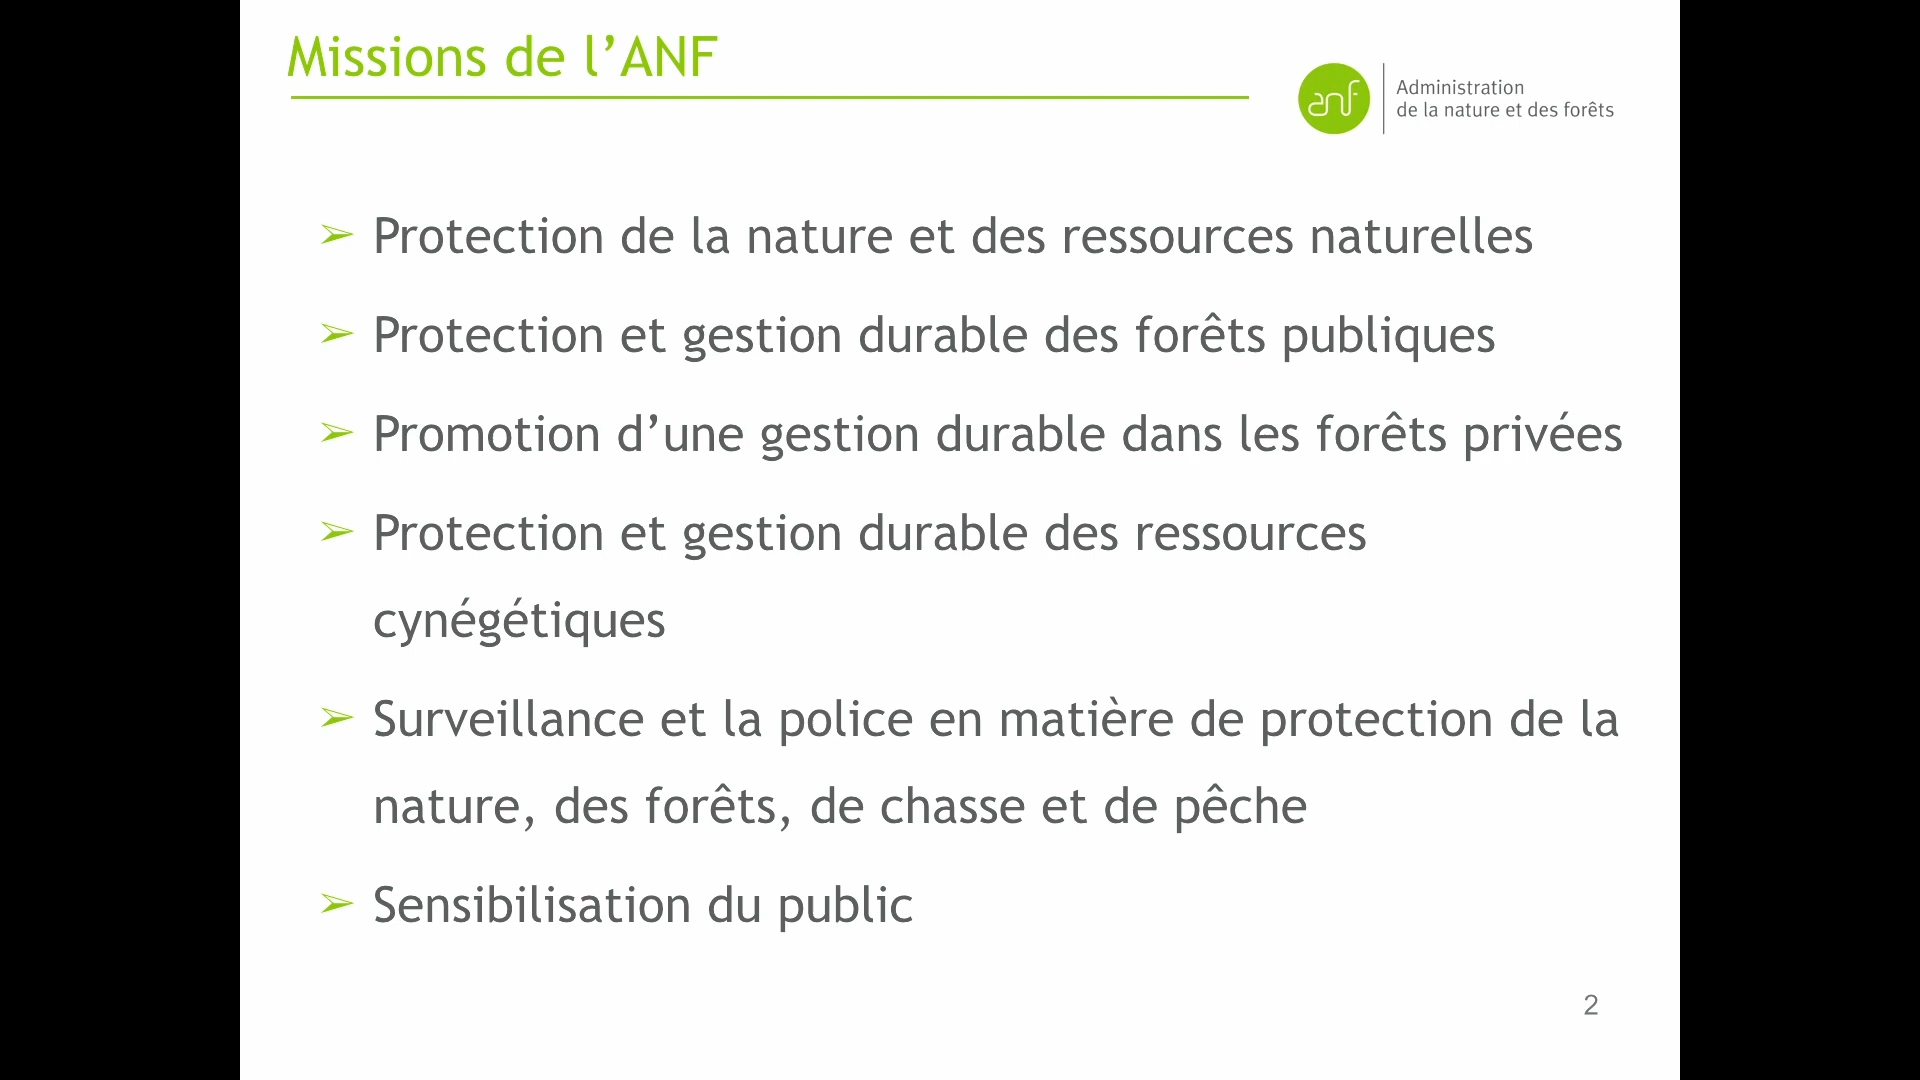 Missions de l’ANF
anf
Administration
de la nature et des forêts
➢ Protection de la nature et des ressources naturelles
➢ Protection et gestion durable des forêts publiques
➢ Promotion d’une gestion durable dans les forêts privées
➢ Protection et gestion durable des ressources
cynégétiques
➢ Surveillance et la police en matière de protection de la
nature, des forêts, de chasse et de pêche
➢ Sensibilisation du public
2